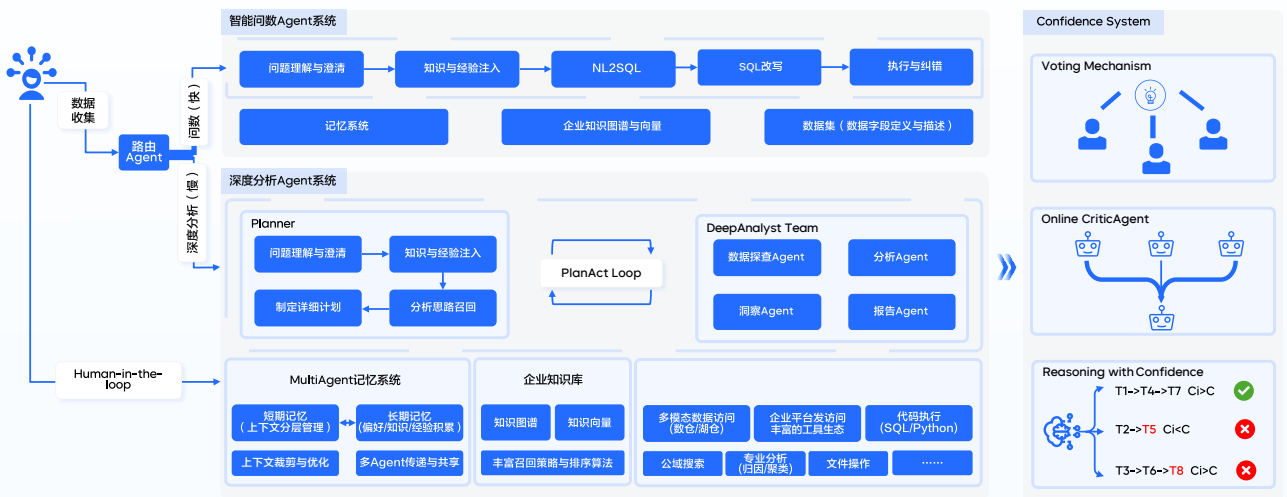 智能问数Agent系统
问题理解与澄清
知识与经验注入
NL2SQL
SQL改写
执行与纠错
记忆系统
企业知识图谱与向量
数据集（数据字段定义与描述）
数据
收集
路由
Agent
问数（快）
深度分析（慢）
Human-in-the-
loop
深度分析Agent系统
Planner
问题理解与澄清
知识与经验注入
制定详细计划
分析思路召回
PlanAct Loop
DeepAnalyst Team
数据探查Agent
分析Agent
洞察Agent
报告Agent
MultiAgent记忆系统
短期记忆
（上下文分层管理）
长期记忆
(偏好/知识/经验积累)
上下文裁剪与优化
多Agent传递与共享
企业知识库
知识图谱
知识向量
丰富召回策略与排序算法
多模态数据访问
(数仓/湖仓)
企业平台发访问
丰富的工具生态
代码执行
(SQL/Python)
公域搜索
专业分析
(归因/聚类)
文件操作
……
Confidence System
Voting Mechanism
Online CriticAgent
Reasoning with Confidence
T1->T4->T7 Ci>C
T2->T5 Ci<C
T3->T6->T8 Ci>C